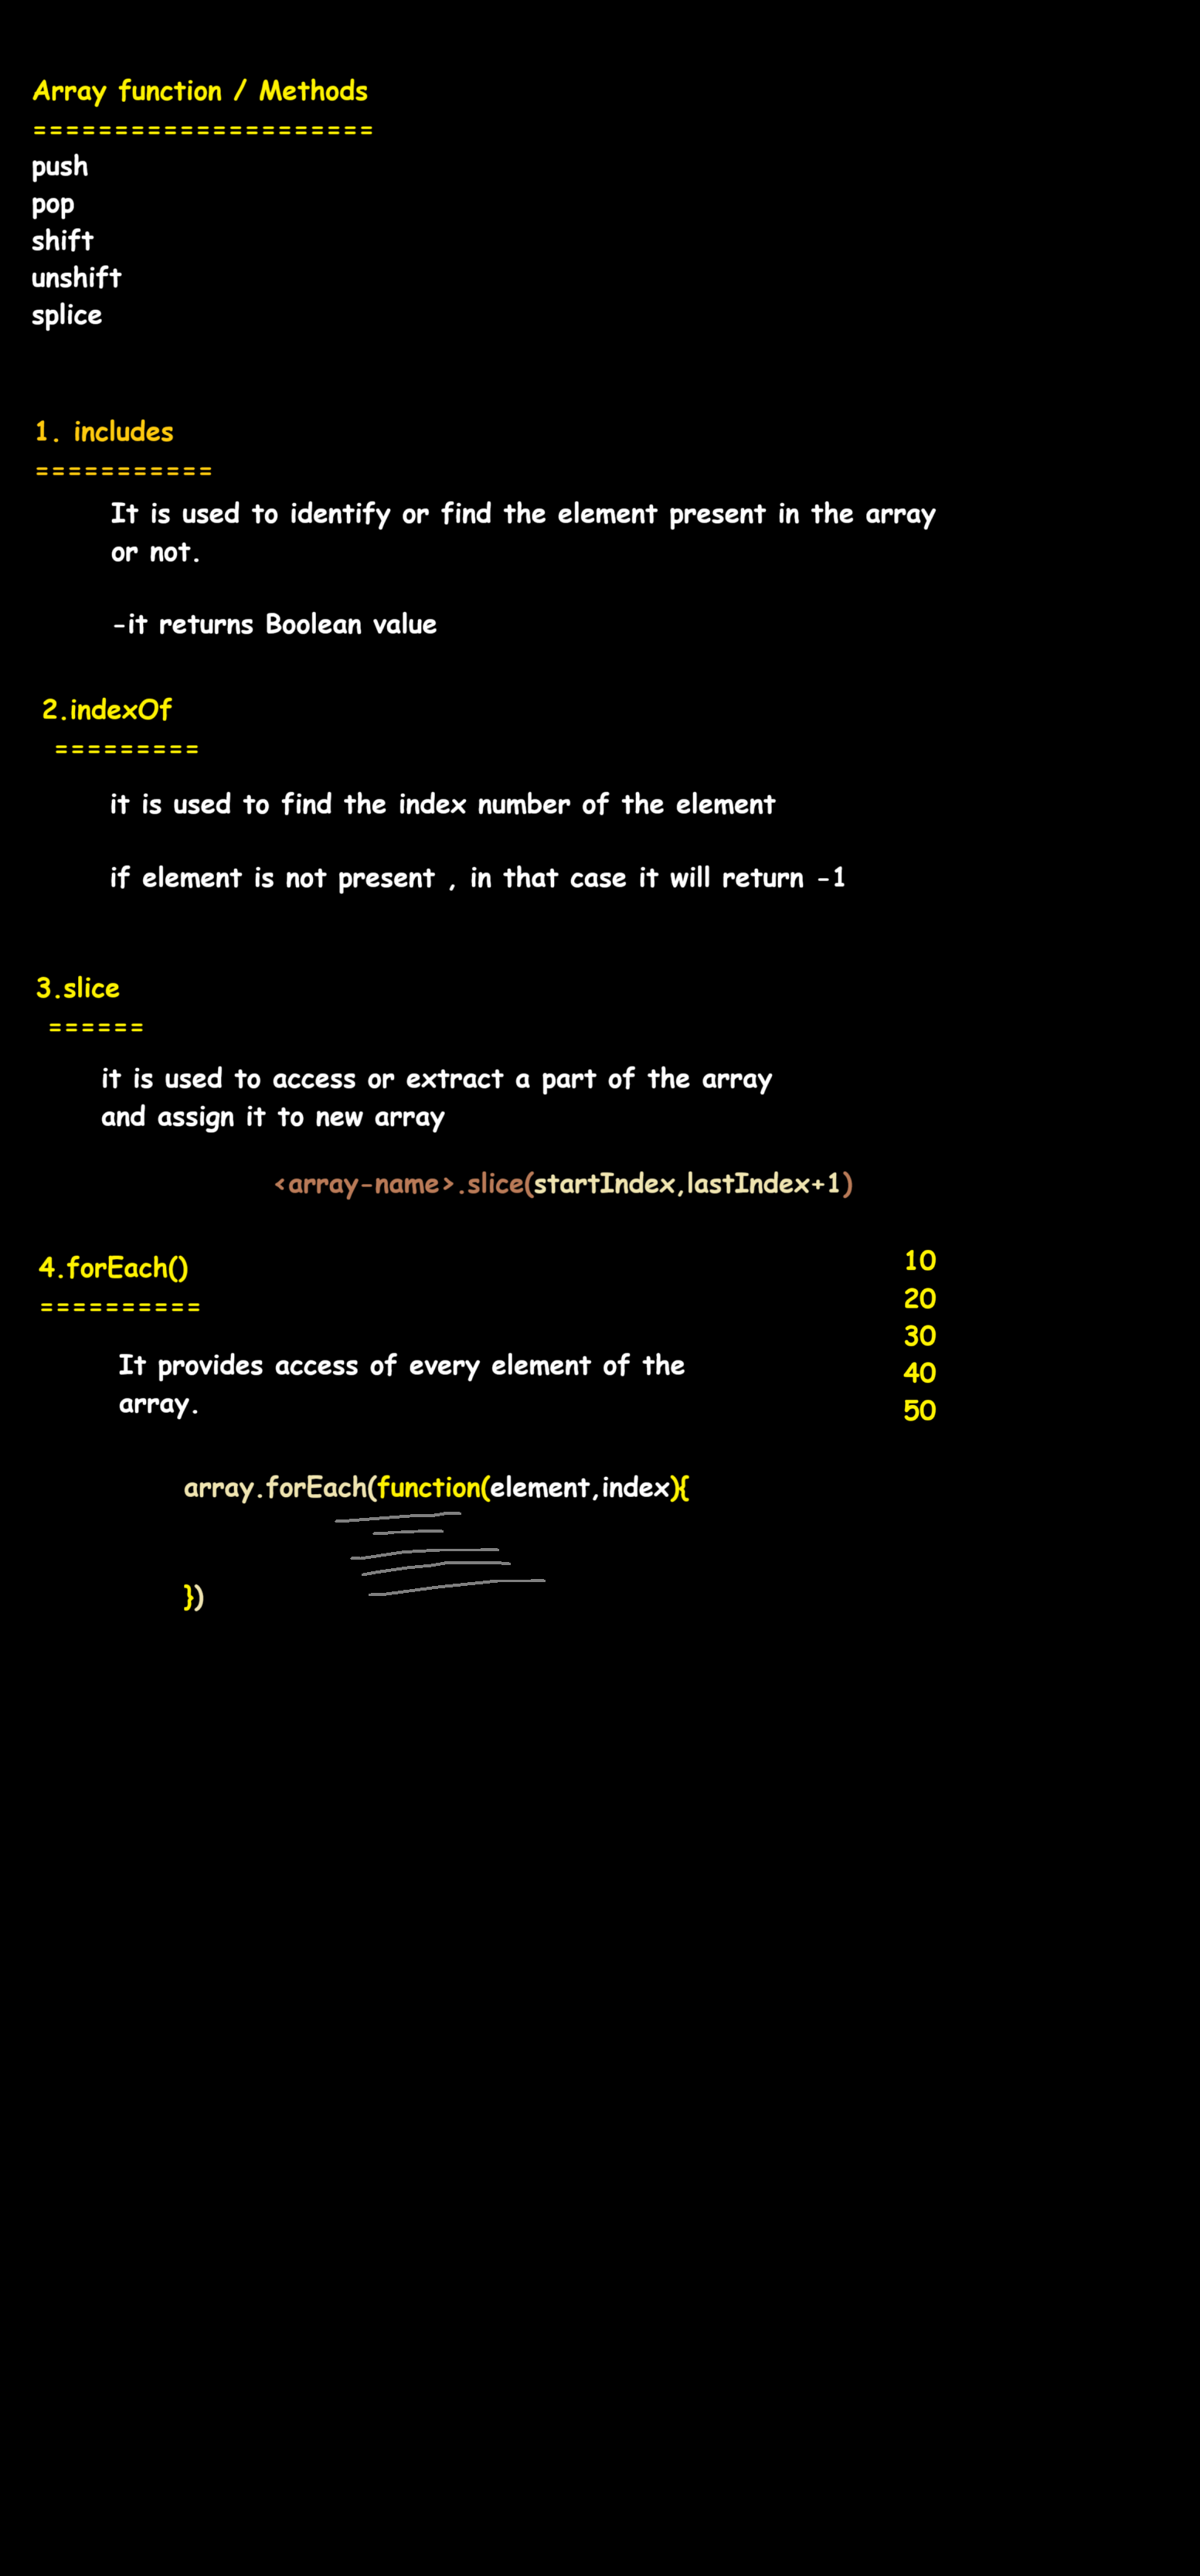 Array function / Methods
=====================
push
pop
shift
unshift
splice
1. includes
===========
It is used to identify or find the element present in the array
or not.
-it returns Boolean value
2.indexOf
=========
it is used to find the index number of the element
if element is not present , in that case it will return -1
3.slice
======
it is used to access or extract a part of the array
and assign it to new array
<array-name>.slice(startIndex,lastIndex+1)
4.forEach()
==========
It provides access of every element of the
array.
10
20
30
40
50
array.forEach(function(element,index){
})